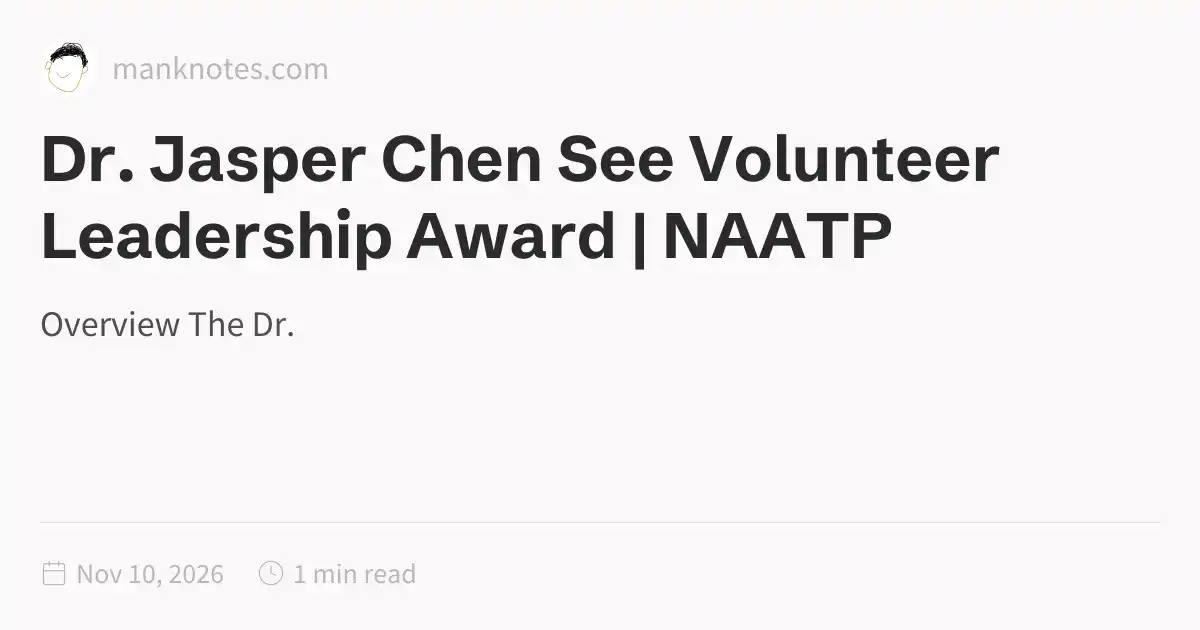 manknotes.com
Dr. Jasper Chen See Volunteer
Leadership Award | NAATP
Overview The Dr.
Nov 10, 2026 1 min read